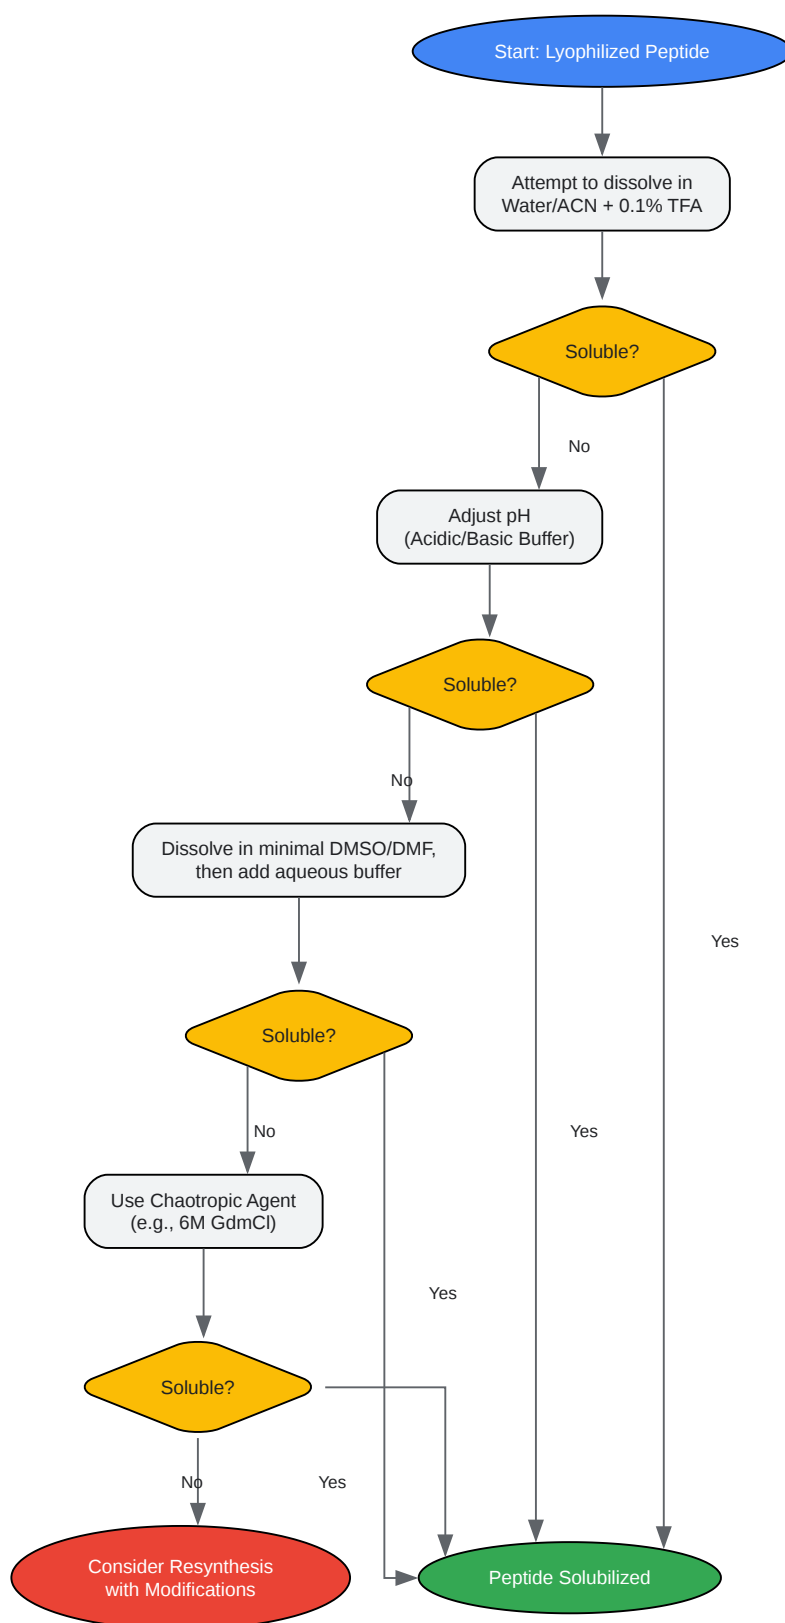 Start: Lyophilized Peptide
Attempt to dissolve in
Water/ACN + 0.1% TFA
Soluble?
No
Adjust pH
(Acidic/Basic Buffer)
Soluble?
No
Dissolve in minimal DMSO/DMF,
then add aqueous buffer
Yes
Soluble?
No
Yes
Use Chaotropic Agent
(e.g., 6M GdmCl)
Yes
Soluble?
No
Yes
Consider Resynthesis
with Modifications
Peptide Solubilized